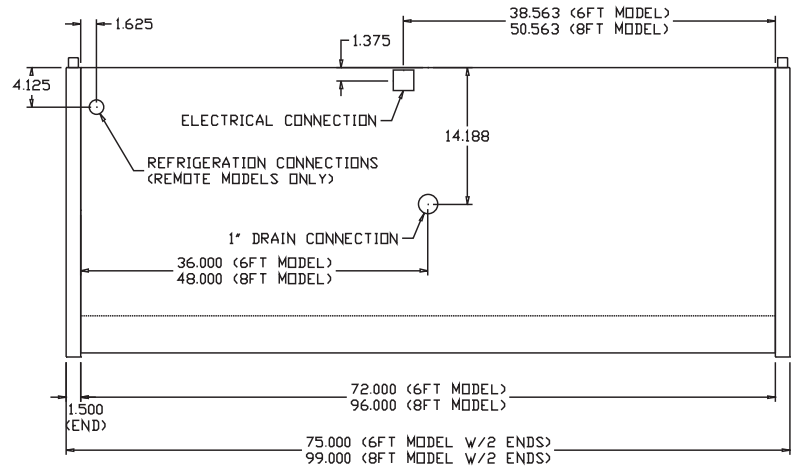 38.563 (6FT MODEL)
50.563 (8FT MODEL)
1.625
1.375
4.125
ELECTRICAL CONNECTION
14.188
REFRIGERATION CONNECTIONS
(REMOTE MODELS ONLY)
1" DRAIN CONNECTION
36.000 (6FT MODEL)
48.000 (8FT MODEL)
72.000 (6FT MODEL)
96.000 (8FT MODEL)
1.500
(END)
75.000 (6FT MODEL W/2 ENDS)
99.000 (8FT MODEL W/2 ENDS)